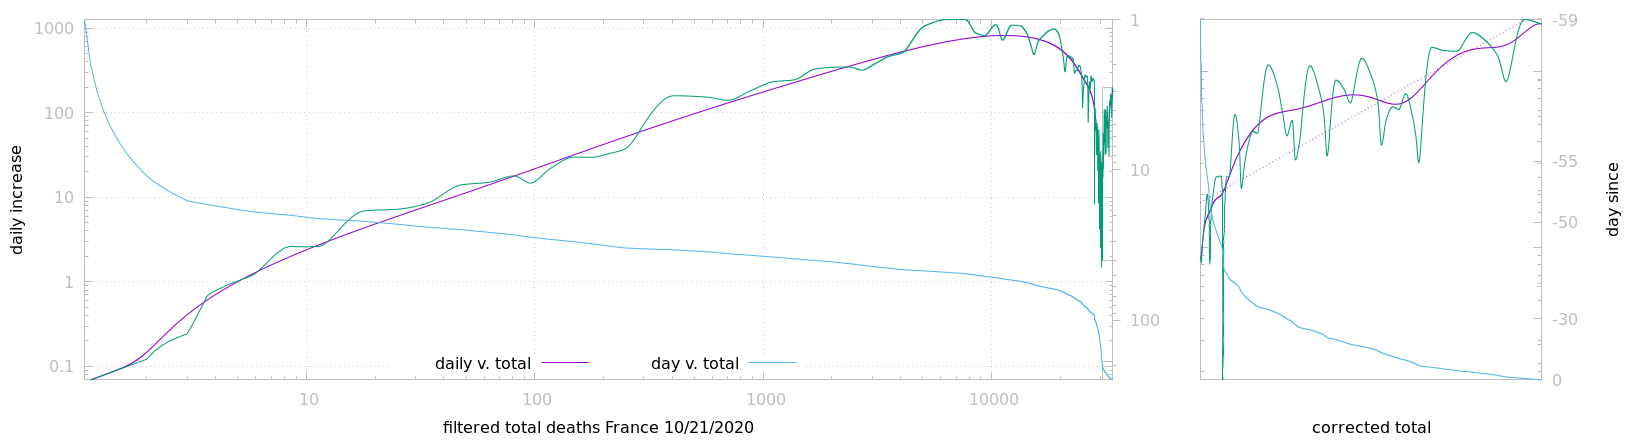 1000
100
10
1
0.1
daily increase
10
100
1000
10000
filtered total deaths France 10/21/2020
daily v. total
day v. total
1
10
100
-59
-55
-50
-30
0
day since
corrected total